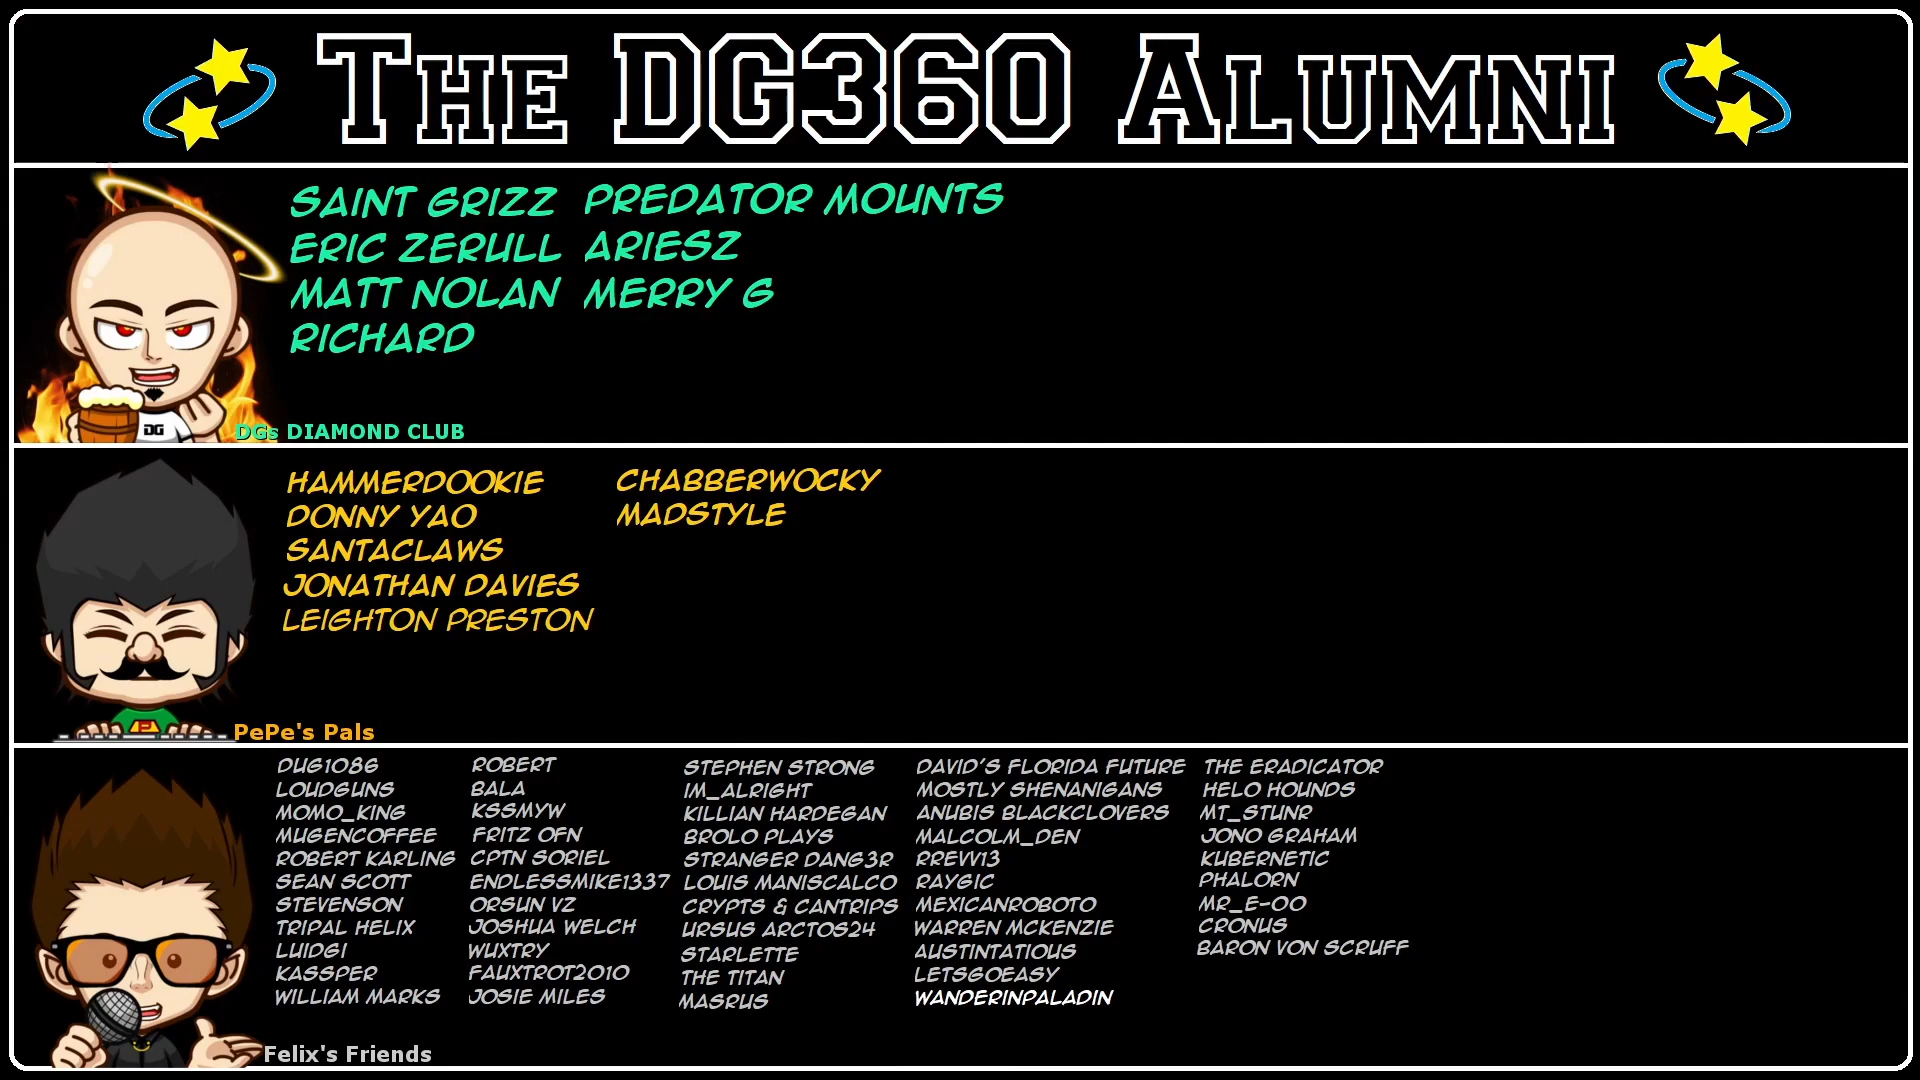 THE DG360 ALUMNI
SAINT GRIZZ
ERIC ZERULL
MATT NOLAN
RICHARD
PREDATOR MOUNTS
ARIESZ
MERRY G
DG
DGs DIAMOND CLUB
HAMMERDOOKIE
DONNY YAO
SANTACLAWS
JONATHAN DAVIES
LEIGHTON PRESTON
CHABBERWOCKY
MADSTYLE
P
PePe's Pals
DUG1086
LOUDGUNS
MOMO_KING
MUGENCOFFEE
ROBERT KARLING
SEAN SCOTT
STEVENSON
TRIPAL HELIX
LUIDGI
KASSPER
WILLIAM MARKS
ROBERT
BALA
KSSMYW
FRITZ OFN
CPTN SORIEL
ENDLESSMIKE1337
ORSUN VZ
JOSHUA WELCH
WUXTRY
FAUXTROT2010
JOSIE MILES
STEPHEN STRONG
IM_ALRIGHT
KILLIAN HARDEGAN
BROLO PLAYS
STRANGER DANG3R
LOUIS MANISCALCO
CRYPTS & CANTRIPS
URSUS ARCTOS24
STARLETTE
THE TITAN
MASRUS
DAVID'S FLORIDA FUTURE
MOSTLY SHENANIGANS
ANUBIS BLACKCLOVERS
MALCOLM_DEN
RREVV13
RAYGIC
MEXICANROBOTO
WARREN MCKENZIE
AUSTINTATIOUS
LETSGOEASY
WANDERINPALADIN
THE ERADICATOR
HELO HOUNDS
MT_STUNR
JONO GRAHAM
KUBERNETIC
PHALORN
MR_E-OO
CRONUS
BARON VON SCRUFF
Felix's Friends